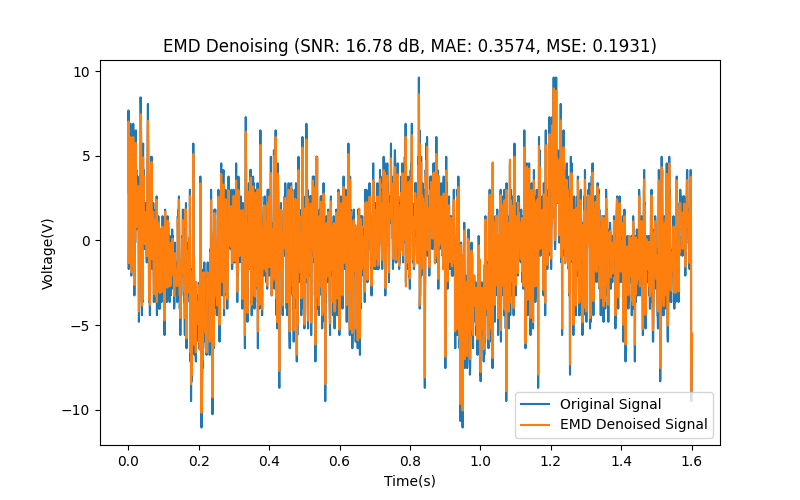 EMD Denoising (SNR: 16.78 dB, MAE: 0.3574, MSE: 0.1931)
10
5
0
−5
−10
Voltage(V)
0.0 0.2 0.4 0.6 0.8 1.0 1.2 1.4 1.6
Time(s)
Original Signal
EMD Denoised Signal